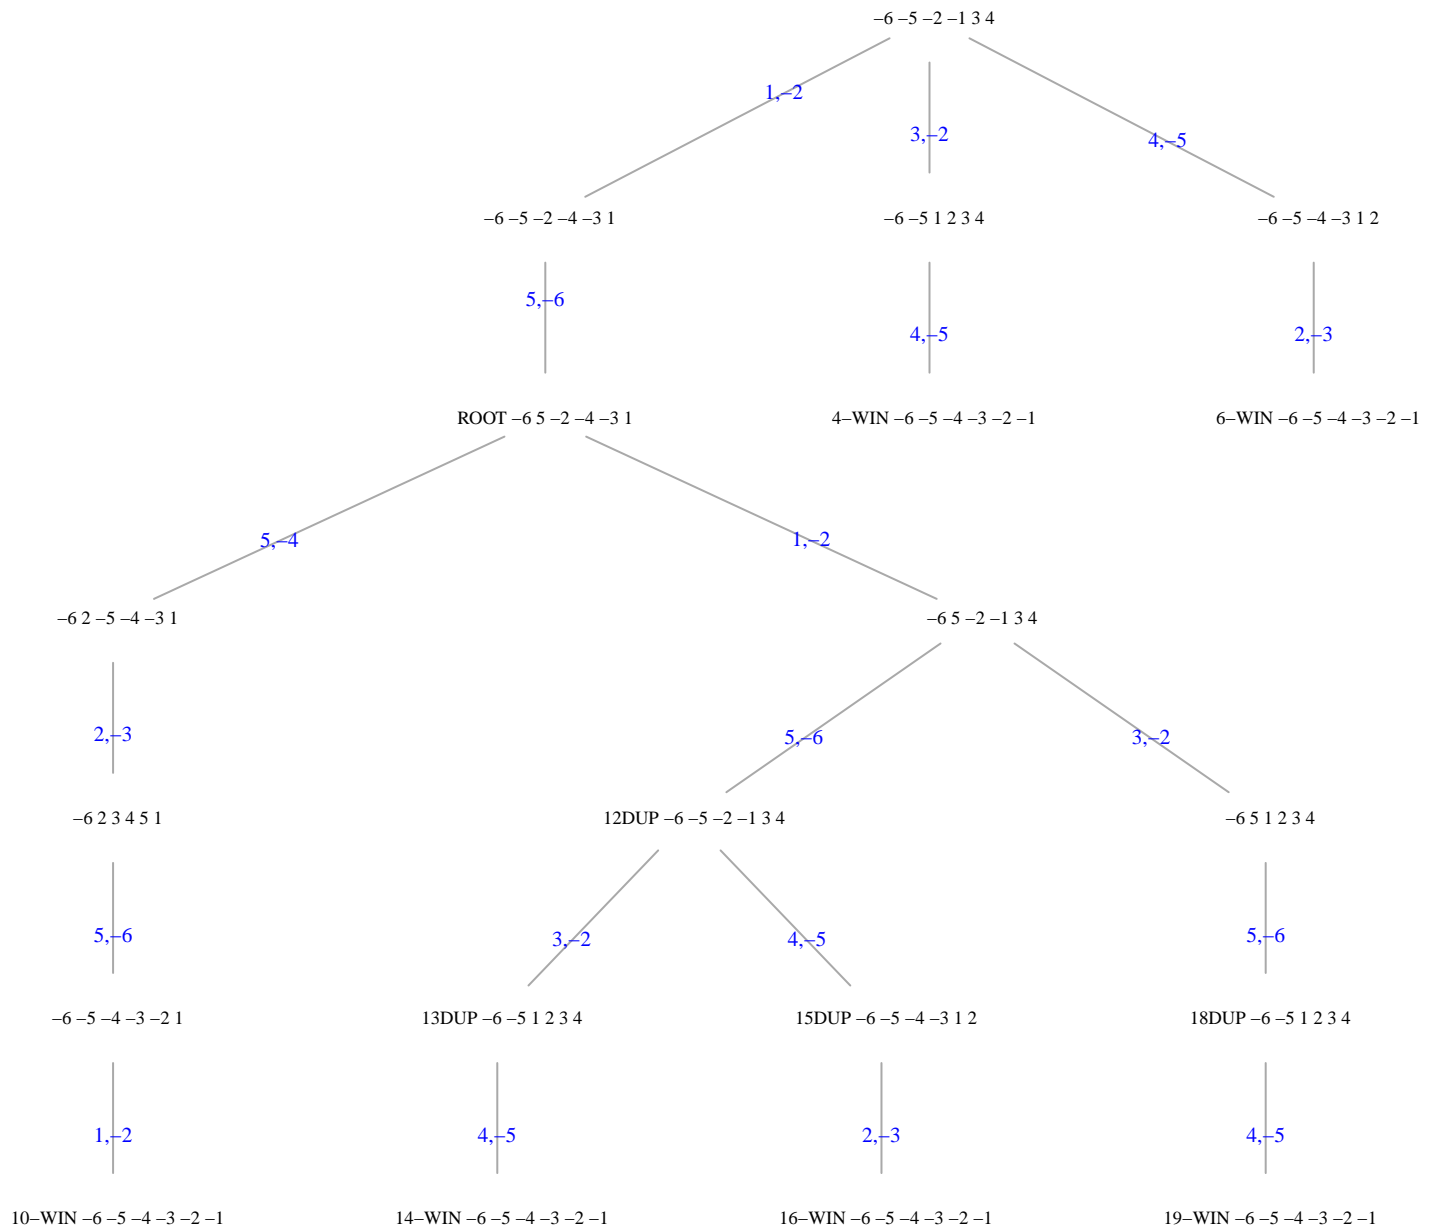 –6 –5 –2 –1 3 4
1,–2
3,–2
4,–5
–6 –5 –2 –4 –3 1
–6 –5 1 2 3 4
–6 –5 –4 –3 1 2
5,–6
4,–5
2,–3
ROOT –6 5 –2 –4 –3 1
4–WIN –6 –5 –4 –3 –2 –1
6–WIN –6 –5 –4 –3 –2 –1
5,–4
1,–2
–6 2 –5 –4 –3 1
–6 5 –2 –1 3 4
2,–3
5,–6
3,–2
–6 2 3 4 5 1
12DUP –6 –5 –2 –1 3 4
–6 5 1 2 3 4
5,–6
3,–2
4,–5
5,–6
–6 –5 –4 –3 –2 1
13DUP –6 –5 1 2 3 4
15DUP –6 –5 –4 –3 1 2
18DUP –6 –5 1 2 3 4
1,–2
4,–5
2,–3
4,–5
10–WIN –6 –5 –4 –3 –2 –1
14–WIN –6 –5 –4 –3 –2 –1
16–WIN –6 –5 –4 –3 –2 –1
19–WIN –6 –5 –4 –3 –2 –1